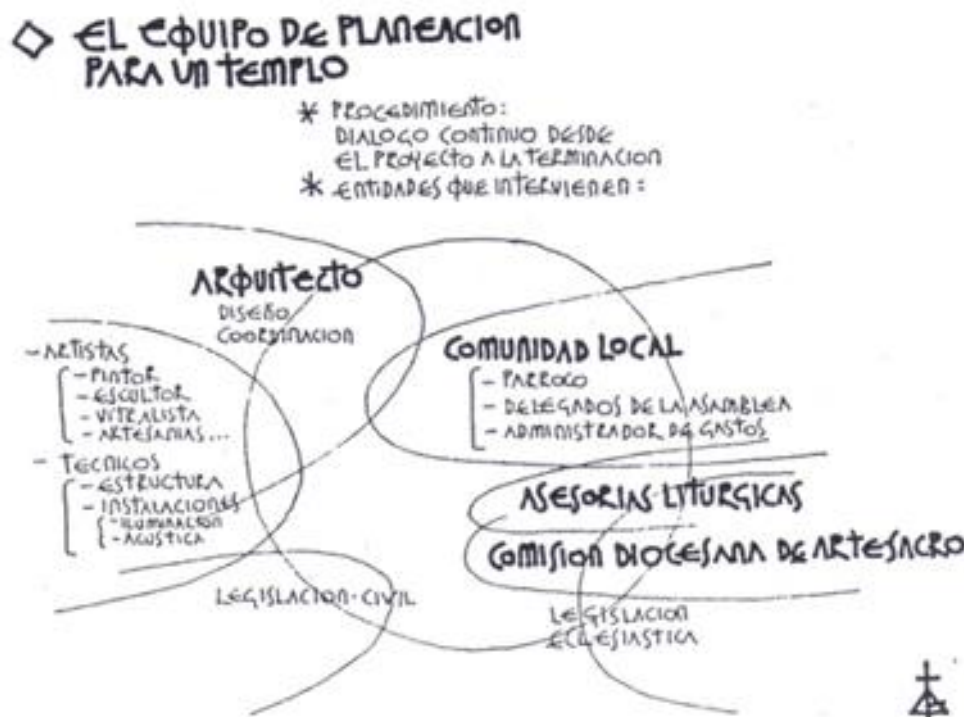 EL EQUIPO DE PLANEACION
PARA UN TEMPLO
* PROCEDIMIENTO:
DIALOGO CONTINUO DESDE
EL PROYECTO A LA TERMINACION
* ENTIDADES QUE INTERVIENEN:
ARQUITECTO
DISEÑO
COORDINACION
- ARTISTAS
- PINTOR
- ESCULTOR
- VITRALISTA
- ARTESANIAS...
- TECNICOS
- ESTRUCTURA
- INSTALACIONES
- ILUMINACION
- ACUSTICA
COMUNIDAD LOCAL
- PARROCO
- DELEGADOS DE LA ASAMBLEA
- ADMINISTRADOR DE GASTOS
ASESORIAS LITURGICAS
COMISION DIOCESANA DE ARTE SACRO
LEGISLACION CIVIL
LEGISLACION
ECLESIASTICA